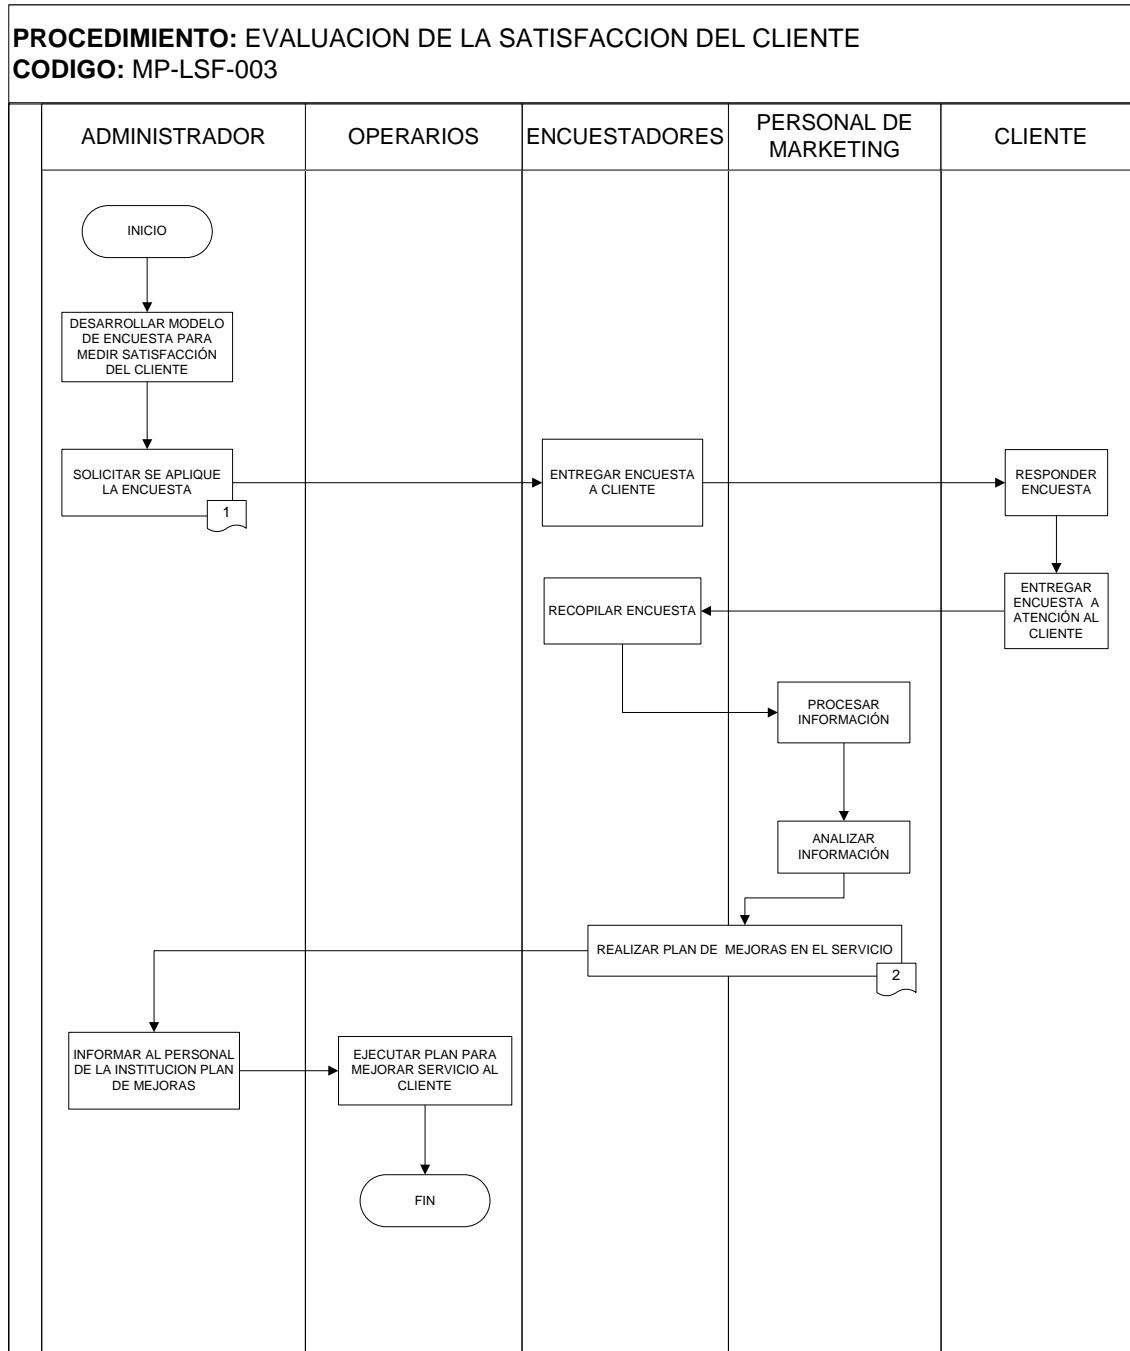 PROCEDIMIENTO: EVALUACION DE LA SATISFACCION DEL CLIENTE
CODIGO: MP-LSF-003
ADMINISTRADOR
OPERARIOS
ENCUESTADORES
PERSONAL DE
MARKETING
CLIENTE
INICIO
DESARROLLAR MODELO
DE ENCUESTA PARA
MEDIR SATISFACCIÓN
DEL CLIENTE
SOLICITAR SE APLIQUE
LA ENCUESTA
1
ENTREGAR ENCUESTA
A CLIENTE
RESPONDER
ENCUESTA
ENTREGAR
ENCUESTA A
ATENCIÓN AL
CLIENTE
RECOPILAR ENCUESTA
PROCESAR
INFORMACIÓN
ANALIZAR
INFORMACIÓN
REALIZAR PLAN DE MEJORAS EN EL SERVICIO
2
INFORMAR AL PERSONAL
DE LA INSTITUCION PLAN
DE MEJORAS
EJECUTAR PLAN PARA
MEJORAR SERVICIO AL
CLIENTE
FIN